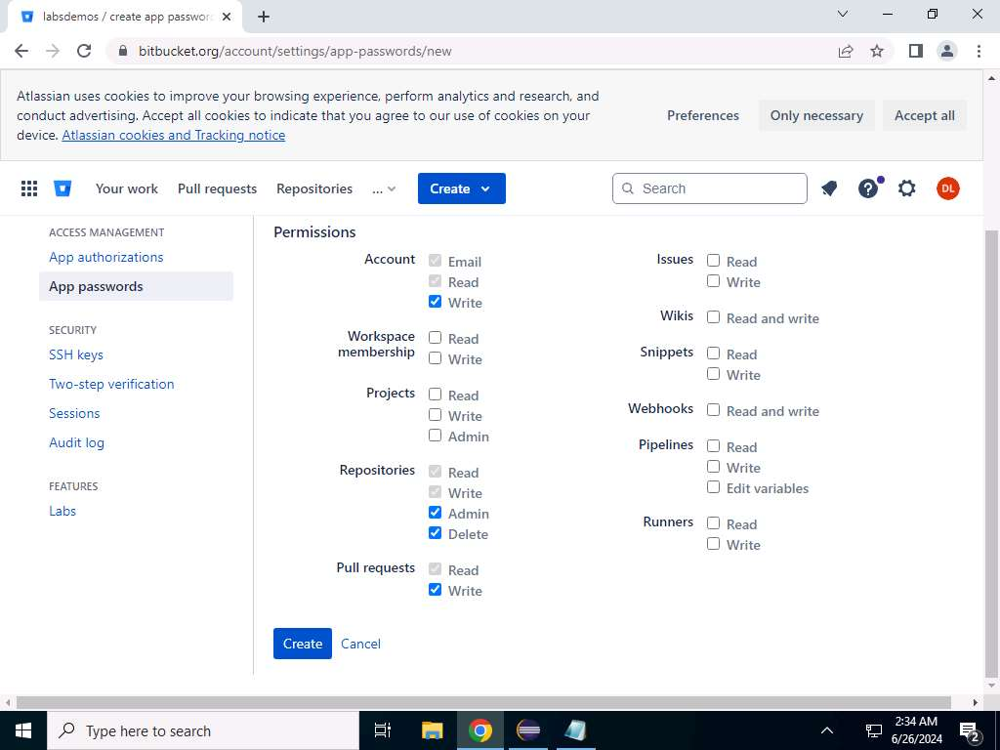 labsdemos / create app passwor
bitbucket.org/account/settings/app-passwords/new
Atlassian uses cookies to improve your browsing experience, perform analytics and research, and
conduct advertising. Accept all cookies to indicate that you agree to our use of cookies on your
device. Atlassian cookies and Tracking notice
Preferences
Only necessary
Accept all
Your work
Pull requests
Repositories
...
Create
Search
DL
ACCESS MANAGEMENT
App authorizations
App passwords
SECURITY
SSH keys
Two-step verification
Sessions
Audit log
FEATURES
Labs
Permissions
Account
Email
Read
Write
Workspace
membership
Read
Write
Projects
Read
Write
Admin
Repositories
Read
Write
Admin
Delete
Pull requests
Read
Write
Issues
Read
Write
Wikis
Read and write
Snippets
Read
Write
Webhooks
Read and write
Pipelines
Read
Write
Edit variables
Runners
Read
Write
Create
Cancel
Type here to search
2:34 AM
6/26/2024
2